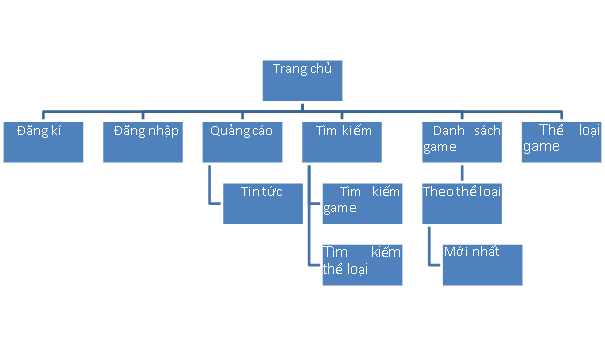 Trang chủ
Đăng kí
Đăng nhập
Quảng cáo
Tìm kiếm
Danh sách
game
Thể loại
game
Tin tức
Tìm kiếm
game
Theo thể loại
Tìm kiếm
thể loại
Mới nhất